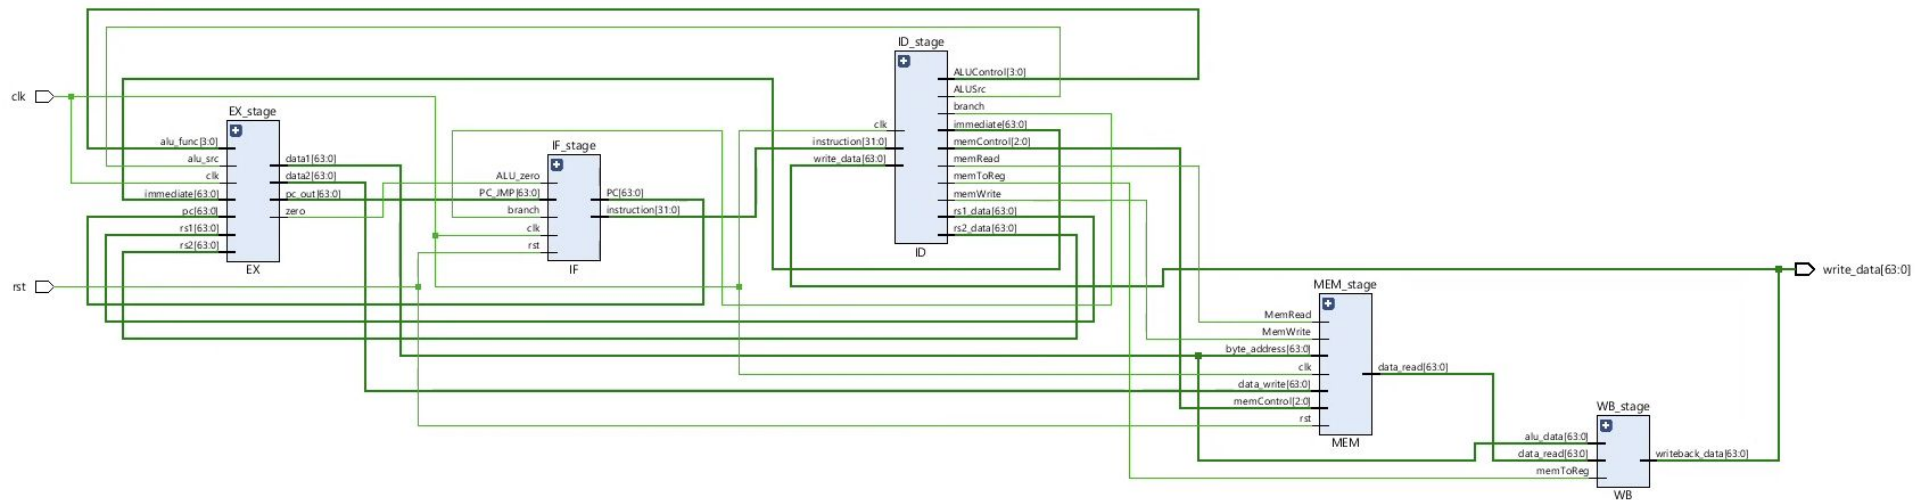 clk
rst
EX_stage
alu_func[3:0]
alu_src
clk
immediate[63:0]
pc[63:0]
rs1[63:0]
rs2[63:0]
data1[63:0]
data2[63:0]
pc_out[63:0]
zero
EX
IF_stage
ALU_zero
PC_JMP[63:0]
branch
clk
rst
PC[63:0]
instruction[31:0]
IF
ID_stage
clk
instruction[31:0]
write_data[63:0]
ALUControl[3:0]
ALUSrc
branch
immediate[63:0]
memControl[2:0]
memRead
memToReg
memWrite
rs1_data[63:0]
rs2_data[63:0]
ID
MEM_stage
MemRead
MemWrite
byte_address[63:0]
clk
data_write[63:0]
memControl[2:0]
rst
data_read[63:0]
MEM
WB_stage
alu_data[63:0]
data_read[63:0]
memToReg
writeback_data[63:0]
WB
write_data[63:0]